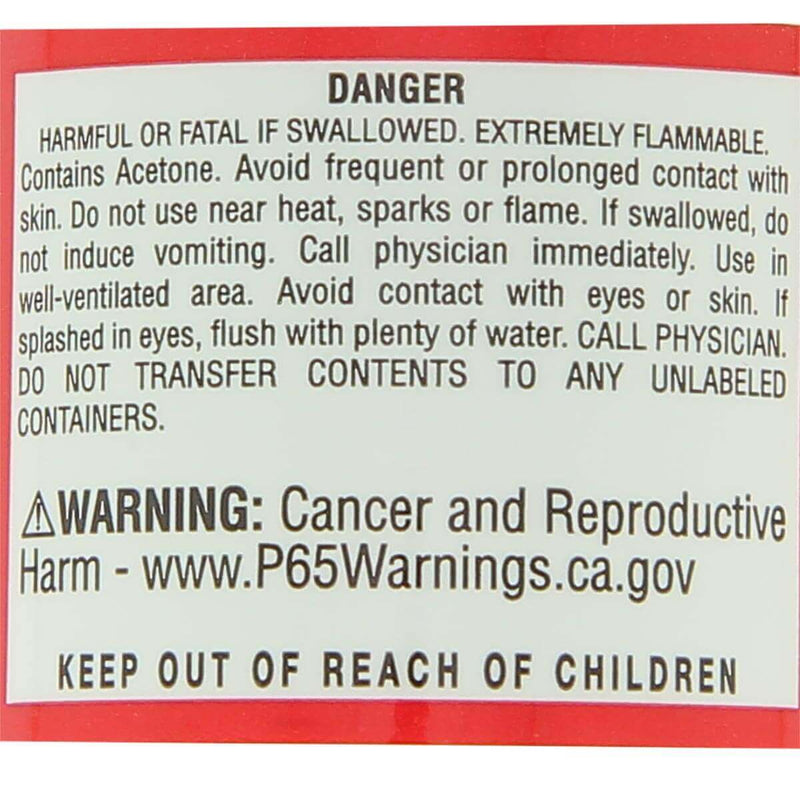 DANGER
HARMFUL OR FATAL IF SWALLOWED. EXTREMELY FLAMMABLE.
Contains Acetone. Avoid frequent or prolonged contact with
skin. Do not use near heat, sparks or flame. If swallowed, do
not induce vomiting. Call physician immediately. Use in
well-ventilated area. Avoid contact with eyes or skin. If
splashed in eyes, flush with plenty of water. CALL PHYSICIAN.
DO NOT TRANSFER CONTENTS TO ANY UNLABELED
CONTAINERS.
⚠WARNING: Cancer and Reproductive
Harm - www.P65Warnings.ca.gov
KEEP OUT OF REACH OF CHILDREN